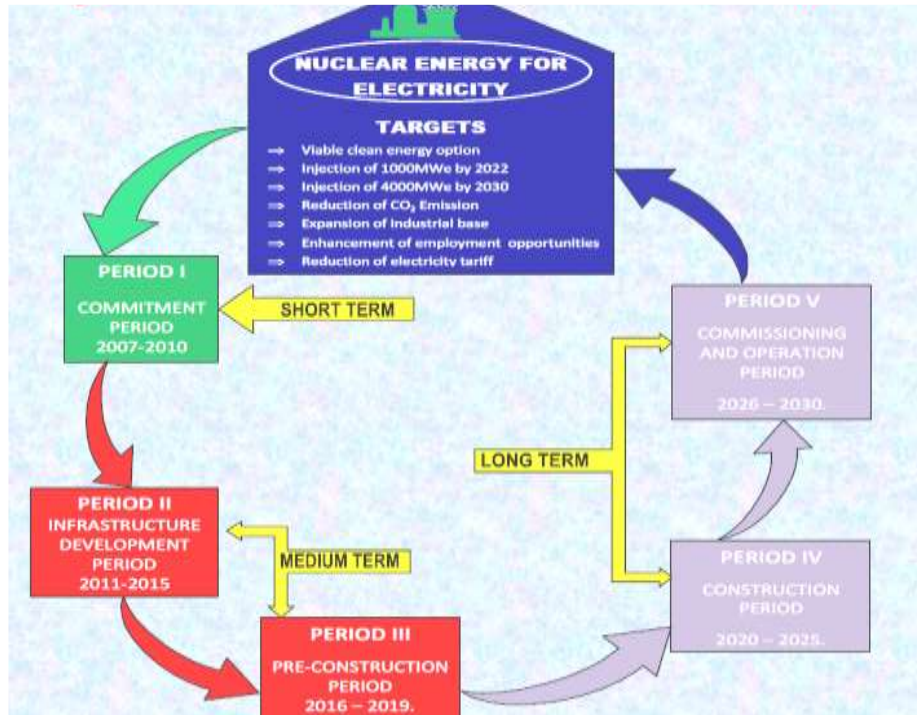 NUCLEAR ENERGY FOR
ELECTRICITY
TARGETS
⇒ Viable clean energy option
⇒ Injection of 1000MWe by 2022
⇒ Injection of 4000MWe by 2030
⇒ Reduction of CO₂ Emission
⇒ Expansion of Industrial base
⇒ Enhancement of employment opportunities
⇒ Reduction of electricity tariff
PERIOD I
COMMITMENT
PERIOD
2007-2010
SHORT TERM
PERIOD II
INFRASTRUCTURE
DEVELOPMENT
PERIOD
2011-2015
MEDIUM TERM
PERIOD III
PRE-CONSTRUCTION
PERIOD
2016 – 2019.
LONG TERM
PERIOD IV
CONSTRUCTION
PERIOD
2020 – 2025.
PERIOD V
COMMISSIONING
AND OPERATION
PERIOD
2026 – 2030.